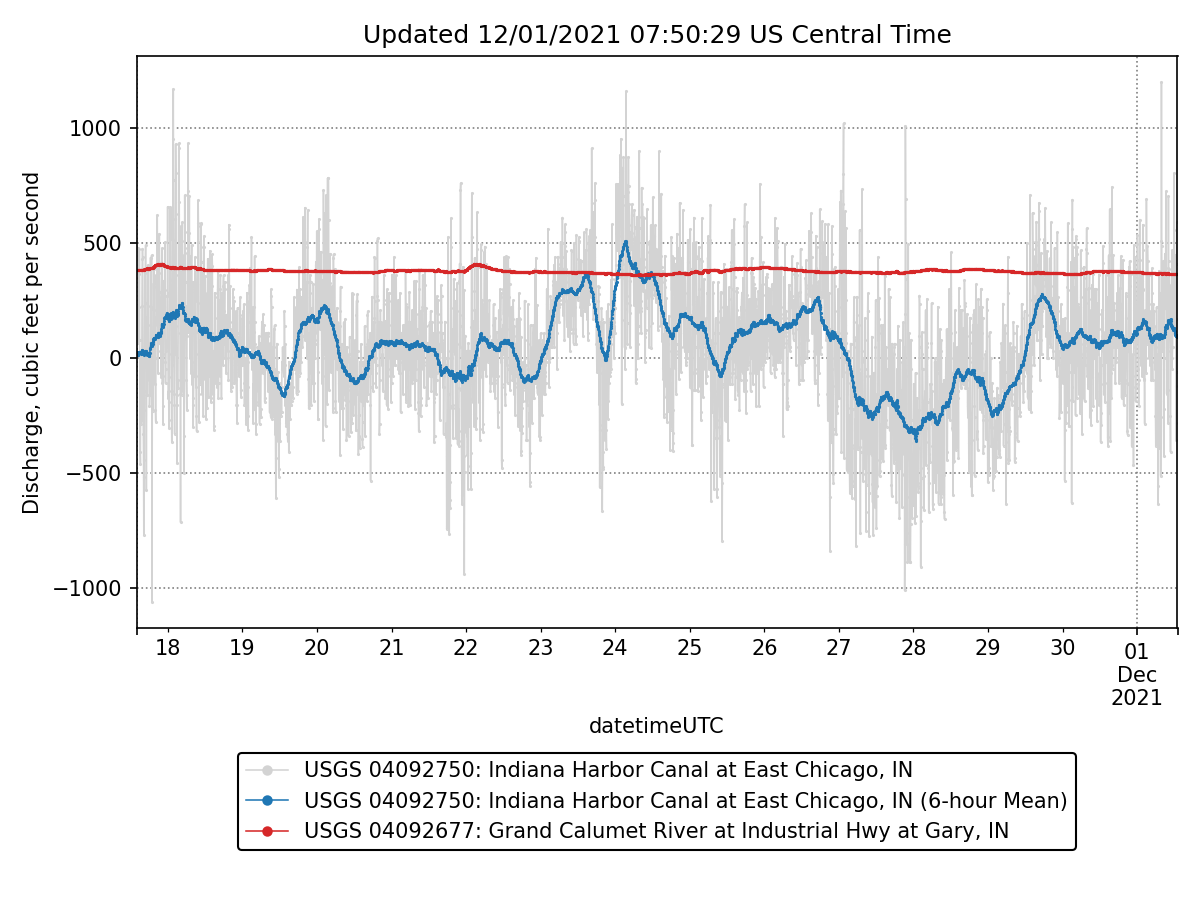 Updated 12/01/2021 07:50:29 US Central Time
Discharge, cubic feet per second
1000
500
0
−500
−1000
18 19 20 21 22 23 24 25 26 27 28 29 30 01
Dec
2021
datetimeUTC
USGS 04092750: Indiana Harbor Canal at East Chicago, IN
USGS 04092750: Indiana Harbor Canal at East Chicago, IN (6-hour Mean)
USGS 04092677: Grand Calumet River at Industrial Hwy at Gary, IN